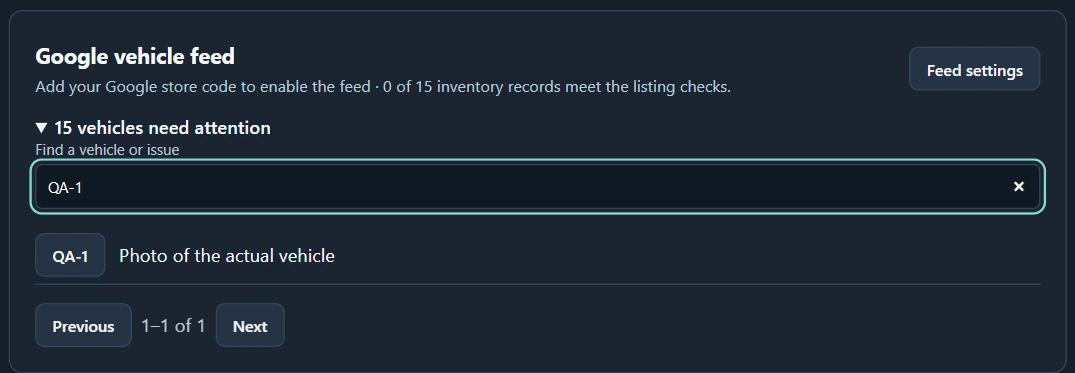 Google vehicle feed
Feed settings
Add your Google store code to enable the feed · 0 of 15 inventory records meet the listing checks.
▼ 15 vehicles need attention
Find a vehicle or issue
QA-1 ×
QA-1 Photo of the actual vehicle
Previous 1–1 of 1 Next